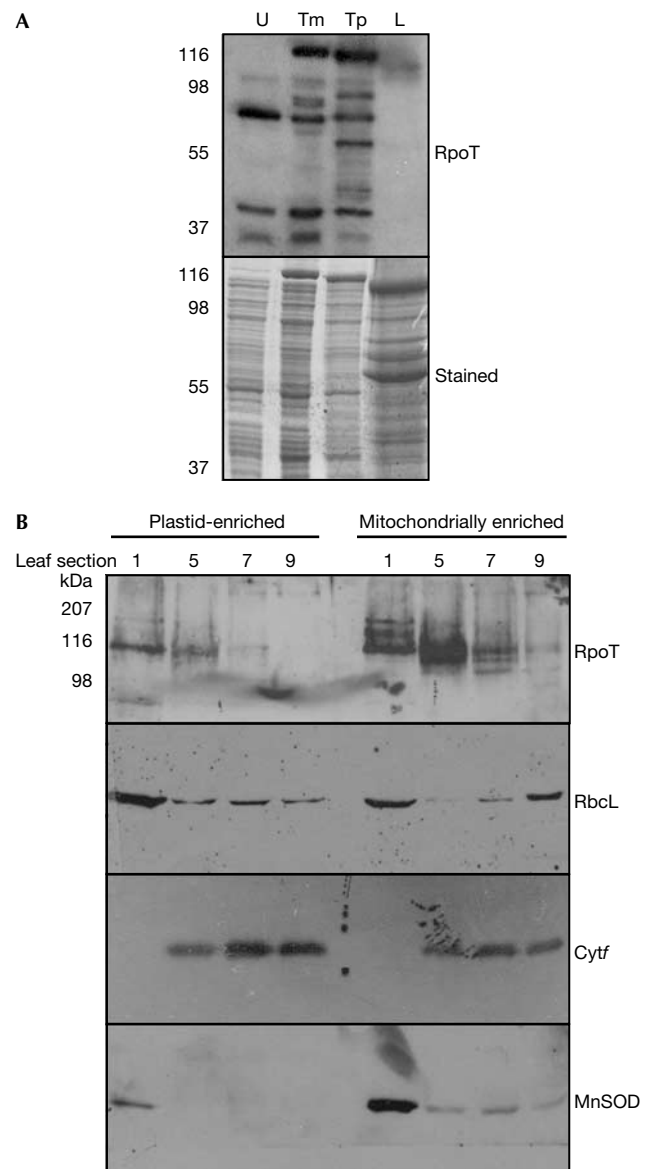 A
U Tm Tp L
116
98
55
37
RpoT
116
98
55
37
Stained
B
Plastid-enriched Mitochondrially enriched
Leaf section 1 5 7 9 1 5 7 9
kDa
207
116
98
RpoT
RbcL
Cytf
MnSOD